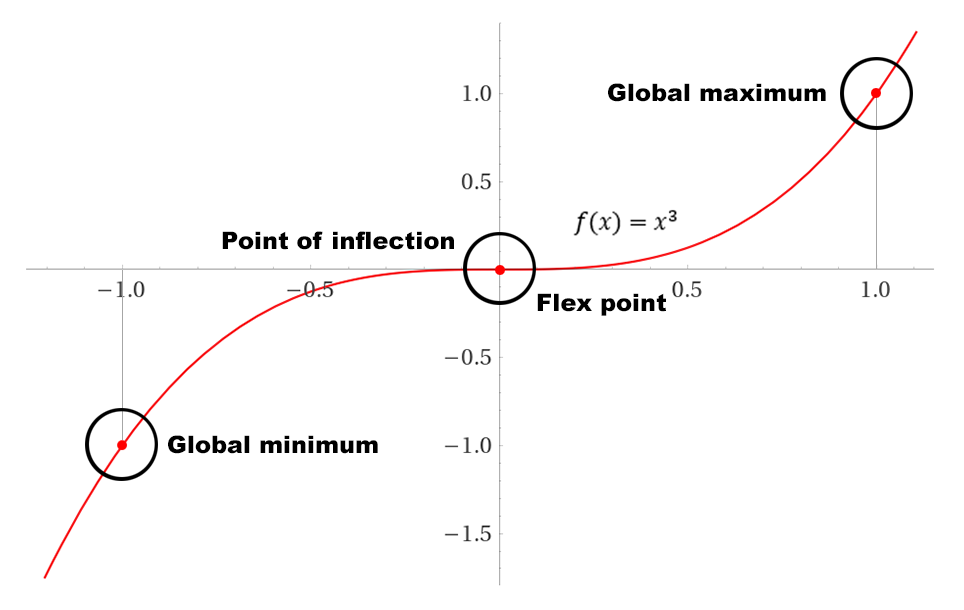 1.0
Global maximum
0.5
f(x) = x³
Point of inflection
−1.0
−0.5
0.5
1.0
Flex point
−0.5
−1.0
Global minimum
−1.5